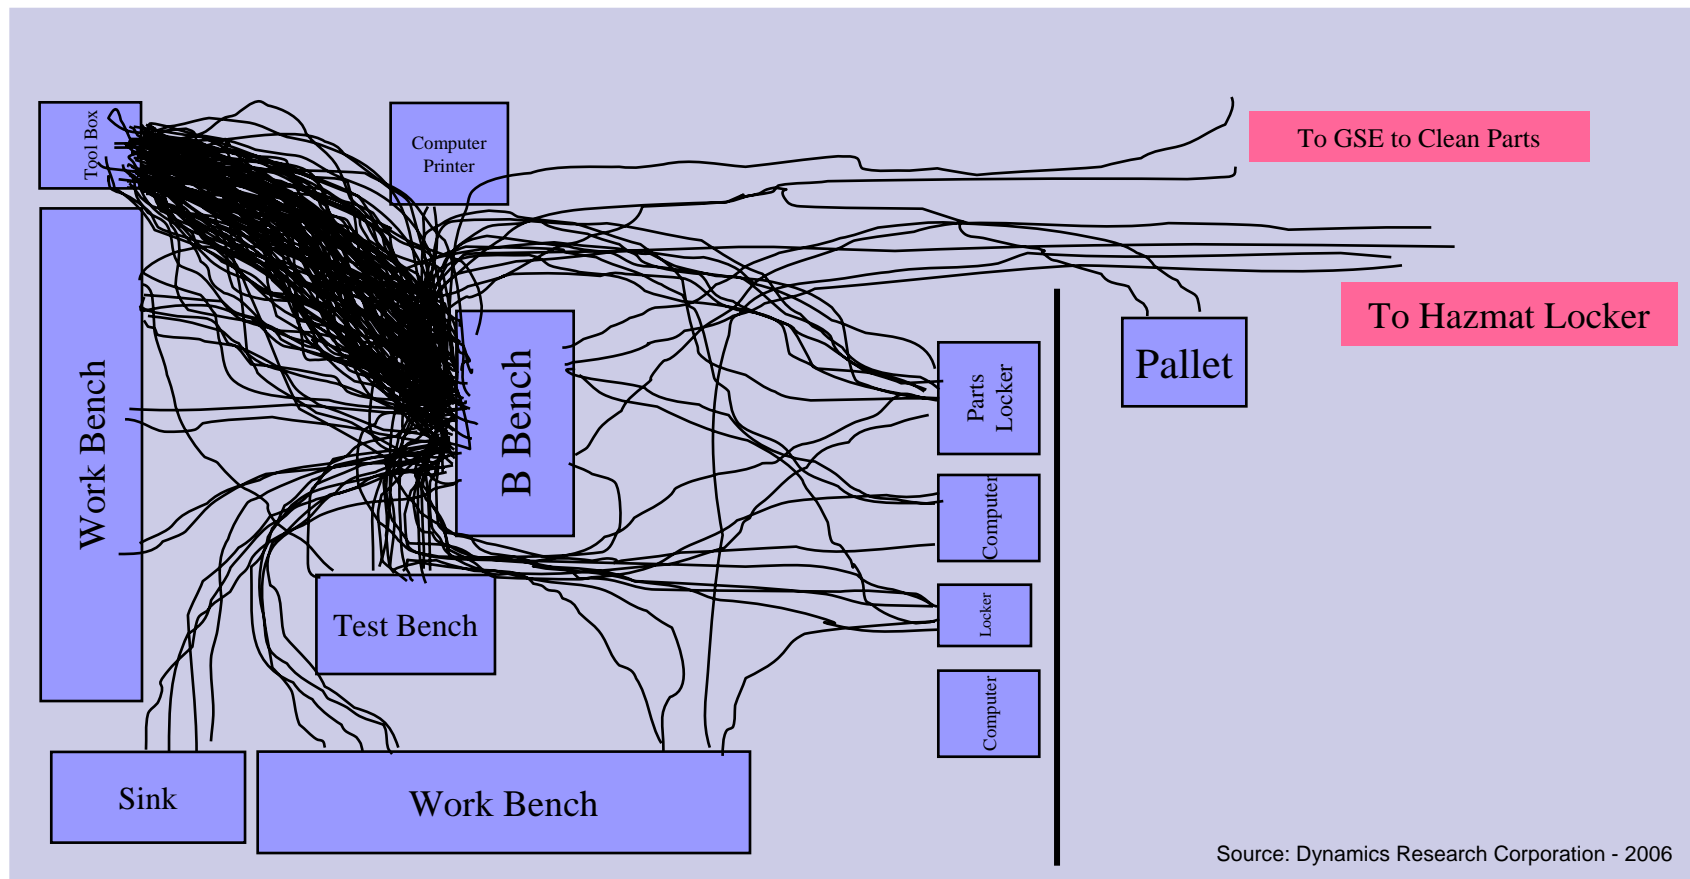 Tool Box
Computer
Printer
To GSE to Clean Parts
To Hazmat Locker
Pallet
Parts
Locker
Work Bench
B Bench
Computer
Test Bench
Locker
Computer
Sink
Work Bench
Source: Dynamics Research Corporation - 2006